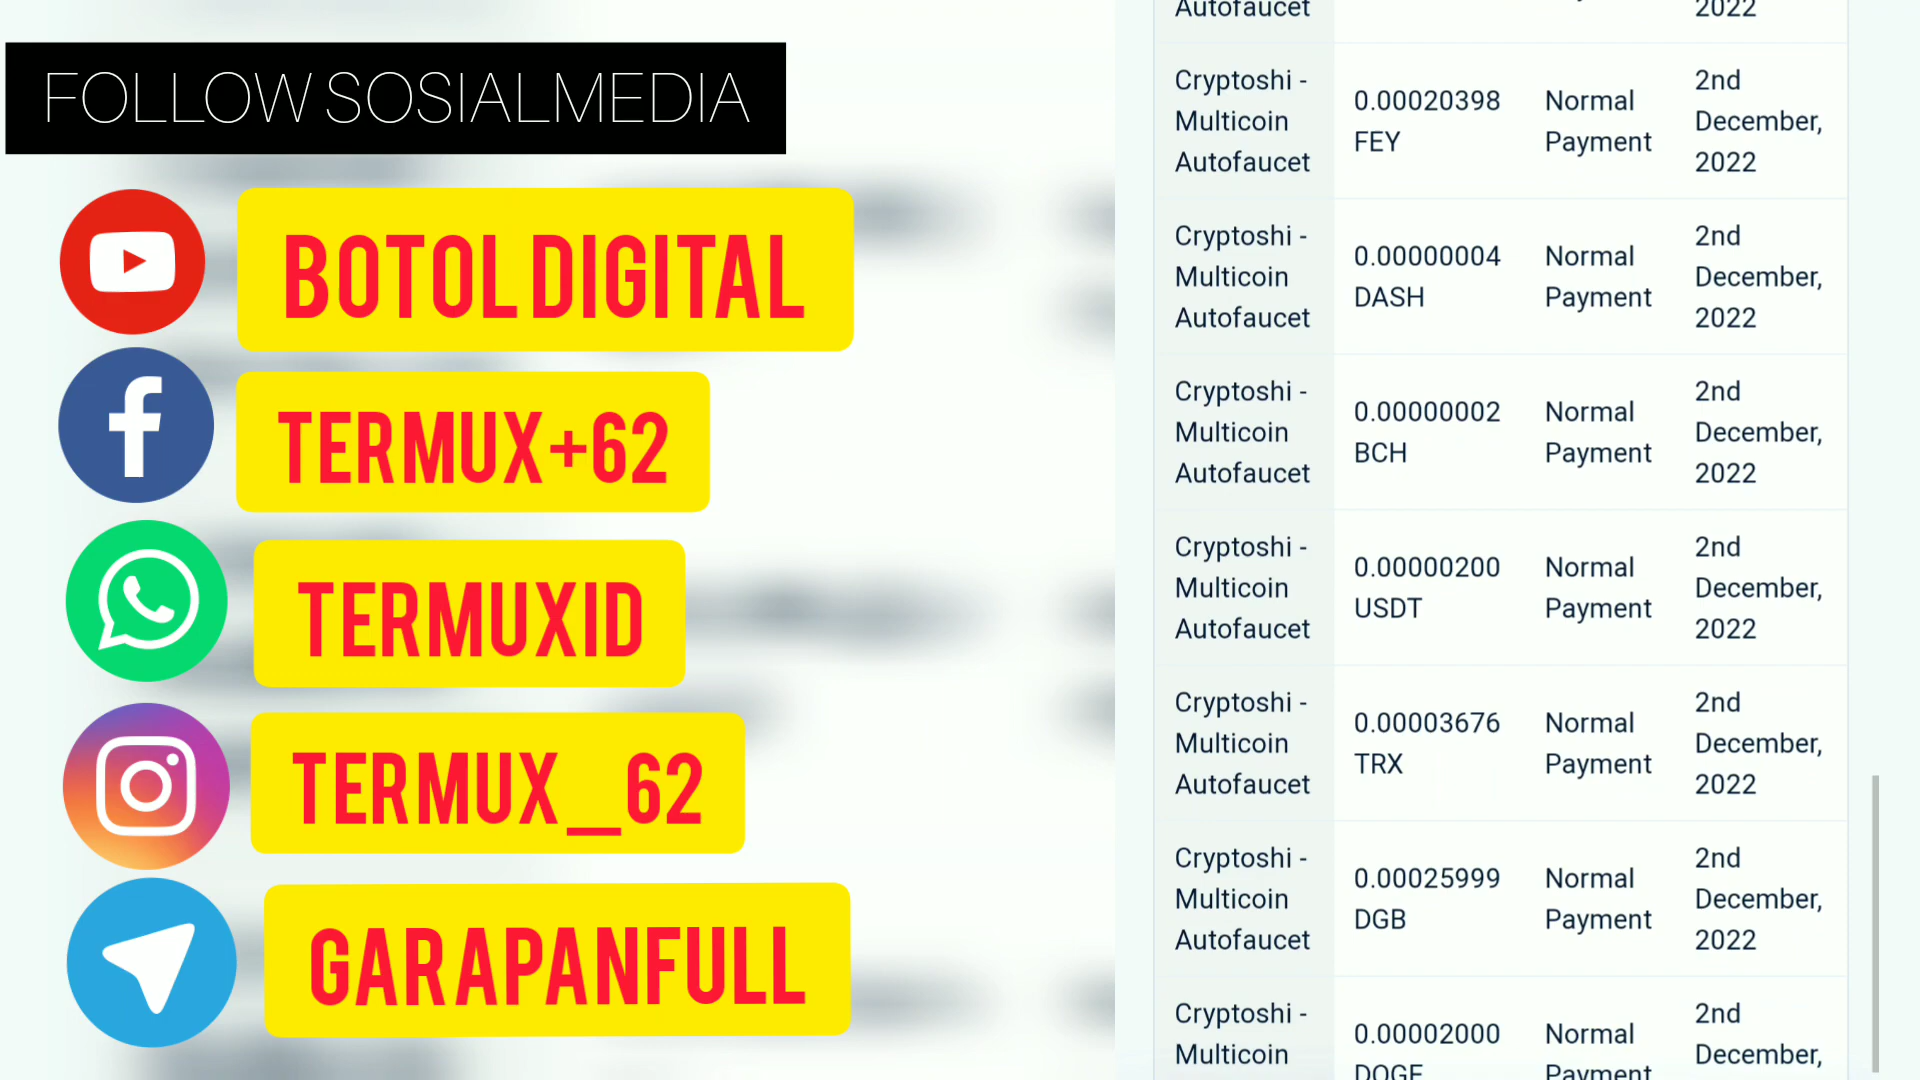 FOLLOW SOSIALMEDIA
BOTOL DIGITAL
TERMUX+62
TERMUXID
TERMUX_62
GARAPANFULL
Autofaucet
2022
Cryptoshi -
Multicoin
Autofaucet
0.00020398
FEY
Normal
Payment
2nd
December,
2022
Cryptoshi -
Multicoin
Autofaucet
0.00000004
DASH
Normal
Payment
2nd
December,
2022
Cryptoshi -
Multicoin
Autofaucet
0.00000002
BCH
Normal
Payment
2nd
December,
2022
Cryptoshi -
Multicoin
Autofaucet
0.00000200
USDT
Normal
Payment
2nd
December,
2022
Cryptoshi -
Multicoin
Autofaucet
0.00003676
TRX
Normal
Payment
2nd
December,
2022
Cryptoshi -
Multicoin
Autofaucet
0.00025999
DGB
Normal
Payment
2nd
December,
2022
Cryptoshi -
Multicoin
0.00002000
DOGE
Normal
Payment
2nd
December,